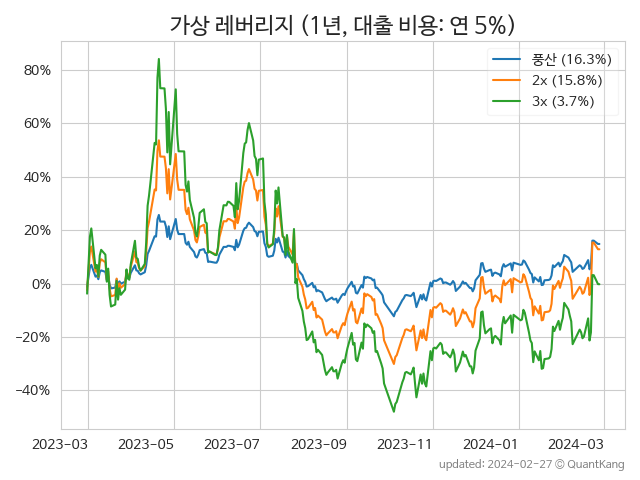 가상 레버리지 (1년, 대출 비용: 연 5%)
풍산 (16.3%)
2x (15.8%)
3x (3.7%)
80%
60%
40%
20%
0%
−20%
−40%
2023-03
2023-05
2023-07
2023-09
2023-11
2024-01
2024-03
updated: 2024-02-27 © QuantKang